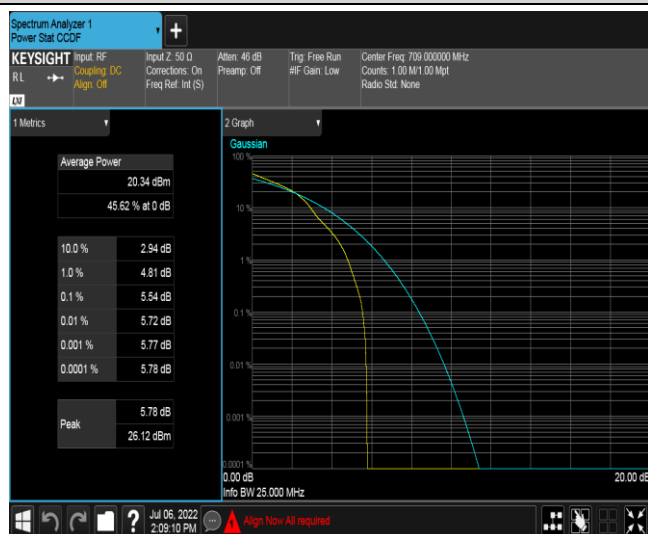 Spectrum Analyzer 1
Power Stat CCDF
+
KEYSIGHT
RL
LXI
Input: RF
Coupling: DC
Align: Off
Input Z: 50 Ω
Corrections: On
Freq Ref: Int (S)
Atten: 46 dB
Preamp: Off
Trig: Free Run
#IF Gain: Low
Center Freq: 709.000000 MHz
Counts: 1.00 M/1.00 Mpt
Radio Std: None
1 Metrics
Average Power
20.34 dBm
45.62 % at 0 dB
10.0 % 2.94 dB
1.0 % 4.81 dB
0.1 % 5.54 dB
0.01 % 5.72 dB
0.001 % 5.77 dB
0.0001 % 5.78 dB
Peak
5.78 dB
26.12 dBm
2 Graph
Gaussian
100 %
10 %
1 %
0.1 %
0.01 %
0.001 %
0.0001 %
0.00 dB
20.00 dB
Info BW 25.000 MHz
?
Jul 06, 2022
2:09:10 PM
Align Now All required